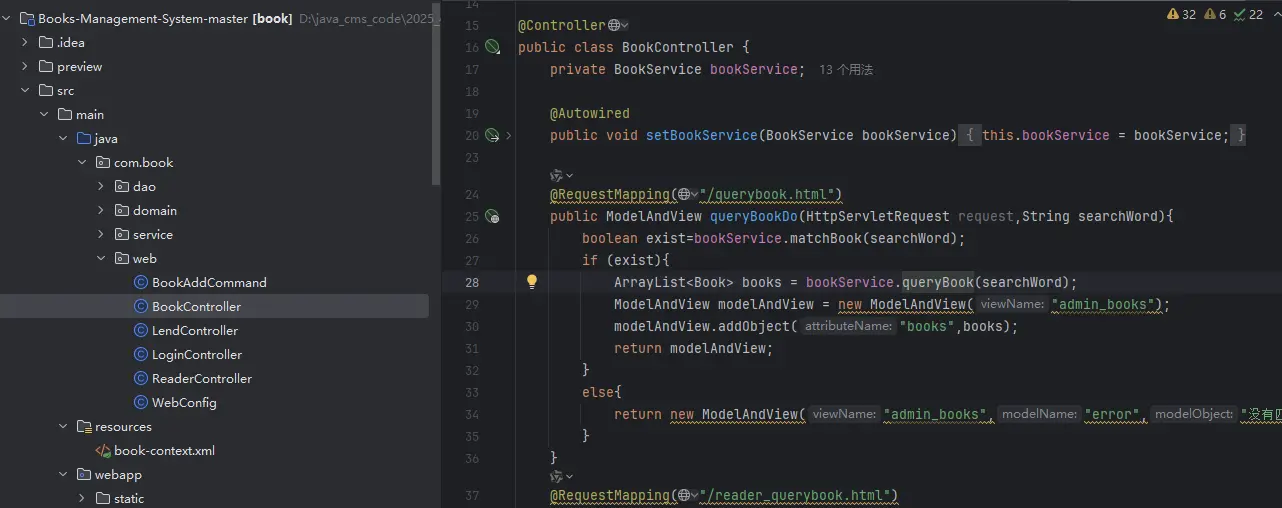 Books-Management-System-master [book] D:\java_cms_code\2025_
.idea
preview
src
main
java
com.book
dao
domain
service
web
BookAddCommand
BookController
LendController
LoginController
ReaderController
WebConfig
resources
book-context.xml
webapp
static
32 6 22
14
15 @Controller
16 public class BookController {
17 private BookService bookService; 13 个用法
18
19 @Autowired
20 public void setBookService(BookService bookService) { this.bookService = bookService; }
23
24 @RequestMapping("/querybook.html")
25 public ModelAndView queryBookDo(HttpServletRequest request,String searchWord){
26 boolean exist=bookService.matchBook(searchWord);
27 if (exist){
28 ArrayList<Book> books = bookService.queryBook(searchWord);
29 ModelAndView modelAndView = new ModelAndView( viewName: "admin_books");
30 modelAndView.addObject( attributeName: "books",books);
31 return modelAndView;
32 }
33 else{
34 return new ModelAndView( viewName: "admin_books", modelName: "error", modelObject: "没有
35 }
36 }
37 @RequestMapping("/reader_querybook.html")